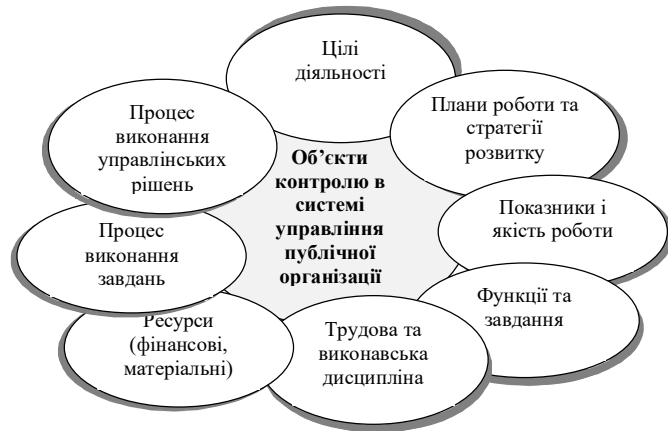 Цілі
діяльності
Плани роботи та
стратегії
розвитку
Показники і
якість роботи
Функції та
завдання
Трудова та
виконавська
дисципліна
Ресурси
(фінансові,
матеріальні)
Процес
виконання
завдань
Процес
виконання
управлінських
рішень
Об’єкти
контролю в
системі
управління
публічної
організації